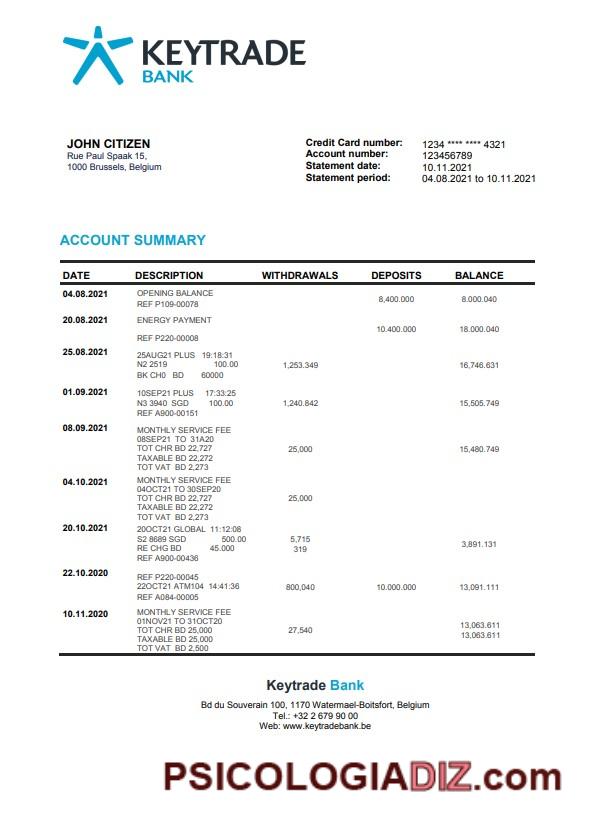 KEYTRADE
BANK
JOHN CITIZEN
Rue Paul Spaak 15,
1000 Brussels, Belgium
Credit Card number: 1234 **** **** 4321
Account number: 123456789
Statement date: 10.11.2021
Statement period: 04.08.2021 to 10.11.2021
ACCOUNT SUMMARY
DATE DESCRIPTION WITHDRAWALS DEPOSITS BALANCE
04.08.2021 OPENING BALANCE 8,400.000 8.000.040
REF P109-00078
20.08.2021 ENERGY PAYMENT 10.400.000 18.000.040
REF P220-00008
25.08.2021 25AUG21 PLUS 19:18:31
N2 2519 100.00 1,253.349 16,746.631
BK CH0 BD 60000
01.09.2021 10SEP21 PLUS 17:33:25
N3 3940 SGD 100.00 1,240.842 15,505.749
REF A900-00151
08.09.2021 MONTHLY SERVICE FEE
08SEP21 TO 31A20
TOT CHR BD 22,727 25,000 15,480.749
TAXABLE BD 22,272
TOT VAT BD 2,273
04.10.2021 MONTHLY SERVICE FEE
04OCT21 TO 30SEP20
TOT CHR BD 22,727 25,000
TAXABLE BD 22,272
TOT VAT BD 2,273
20.10.2021 20OCT21 GLOBAL 11:12:08
S2 8689 SGD 500.00 5,715
RE CHG BD 45.000 319 3,891.131
REF A900-00436
22.10.2020 REF P220-00045
22OCT21 ATM104 14:41:36 800,040 10.000.000 13,091.111
REF A084-00005
10.11.2020 MONTHLY SERVICE FEE
01NOV21 TO 31OCT20 13,063.611
TOT CHR BD 25,000 27,540 13,063.611
TAXABLE BD 25,000
TOT VAT BD 2,500
Keytrade Bank
Bd du Souverain 100, 1170 Watermael-Boitsfort, Belgium
Tel.: +32 2 679 90 00
Web: www.keytradebank.be
PSICOLOGIADIZ.com